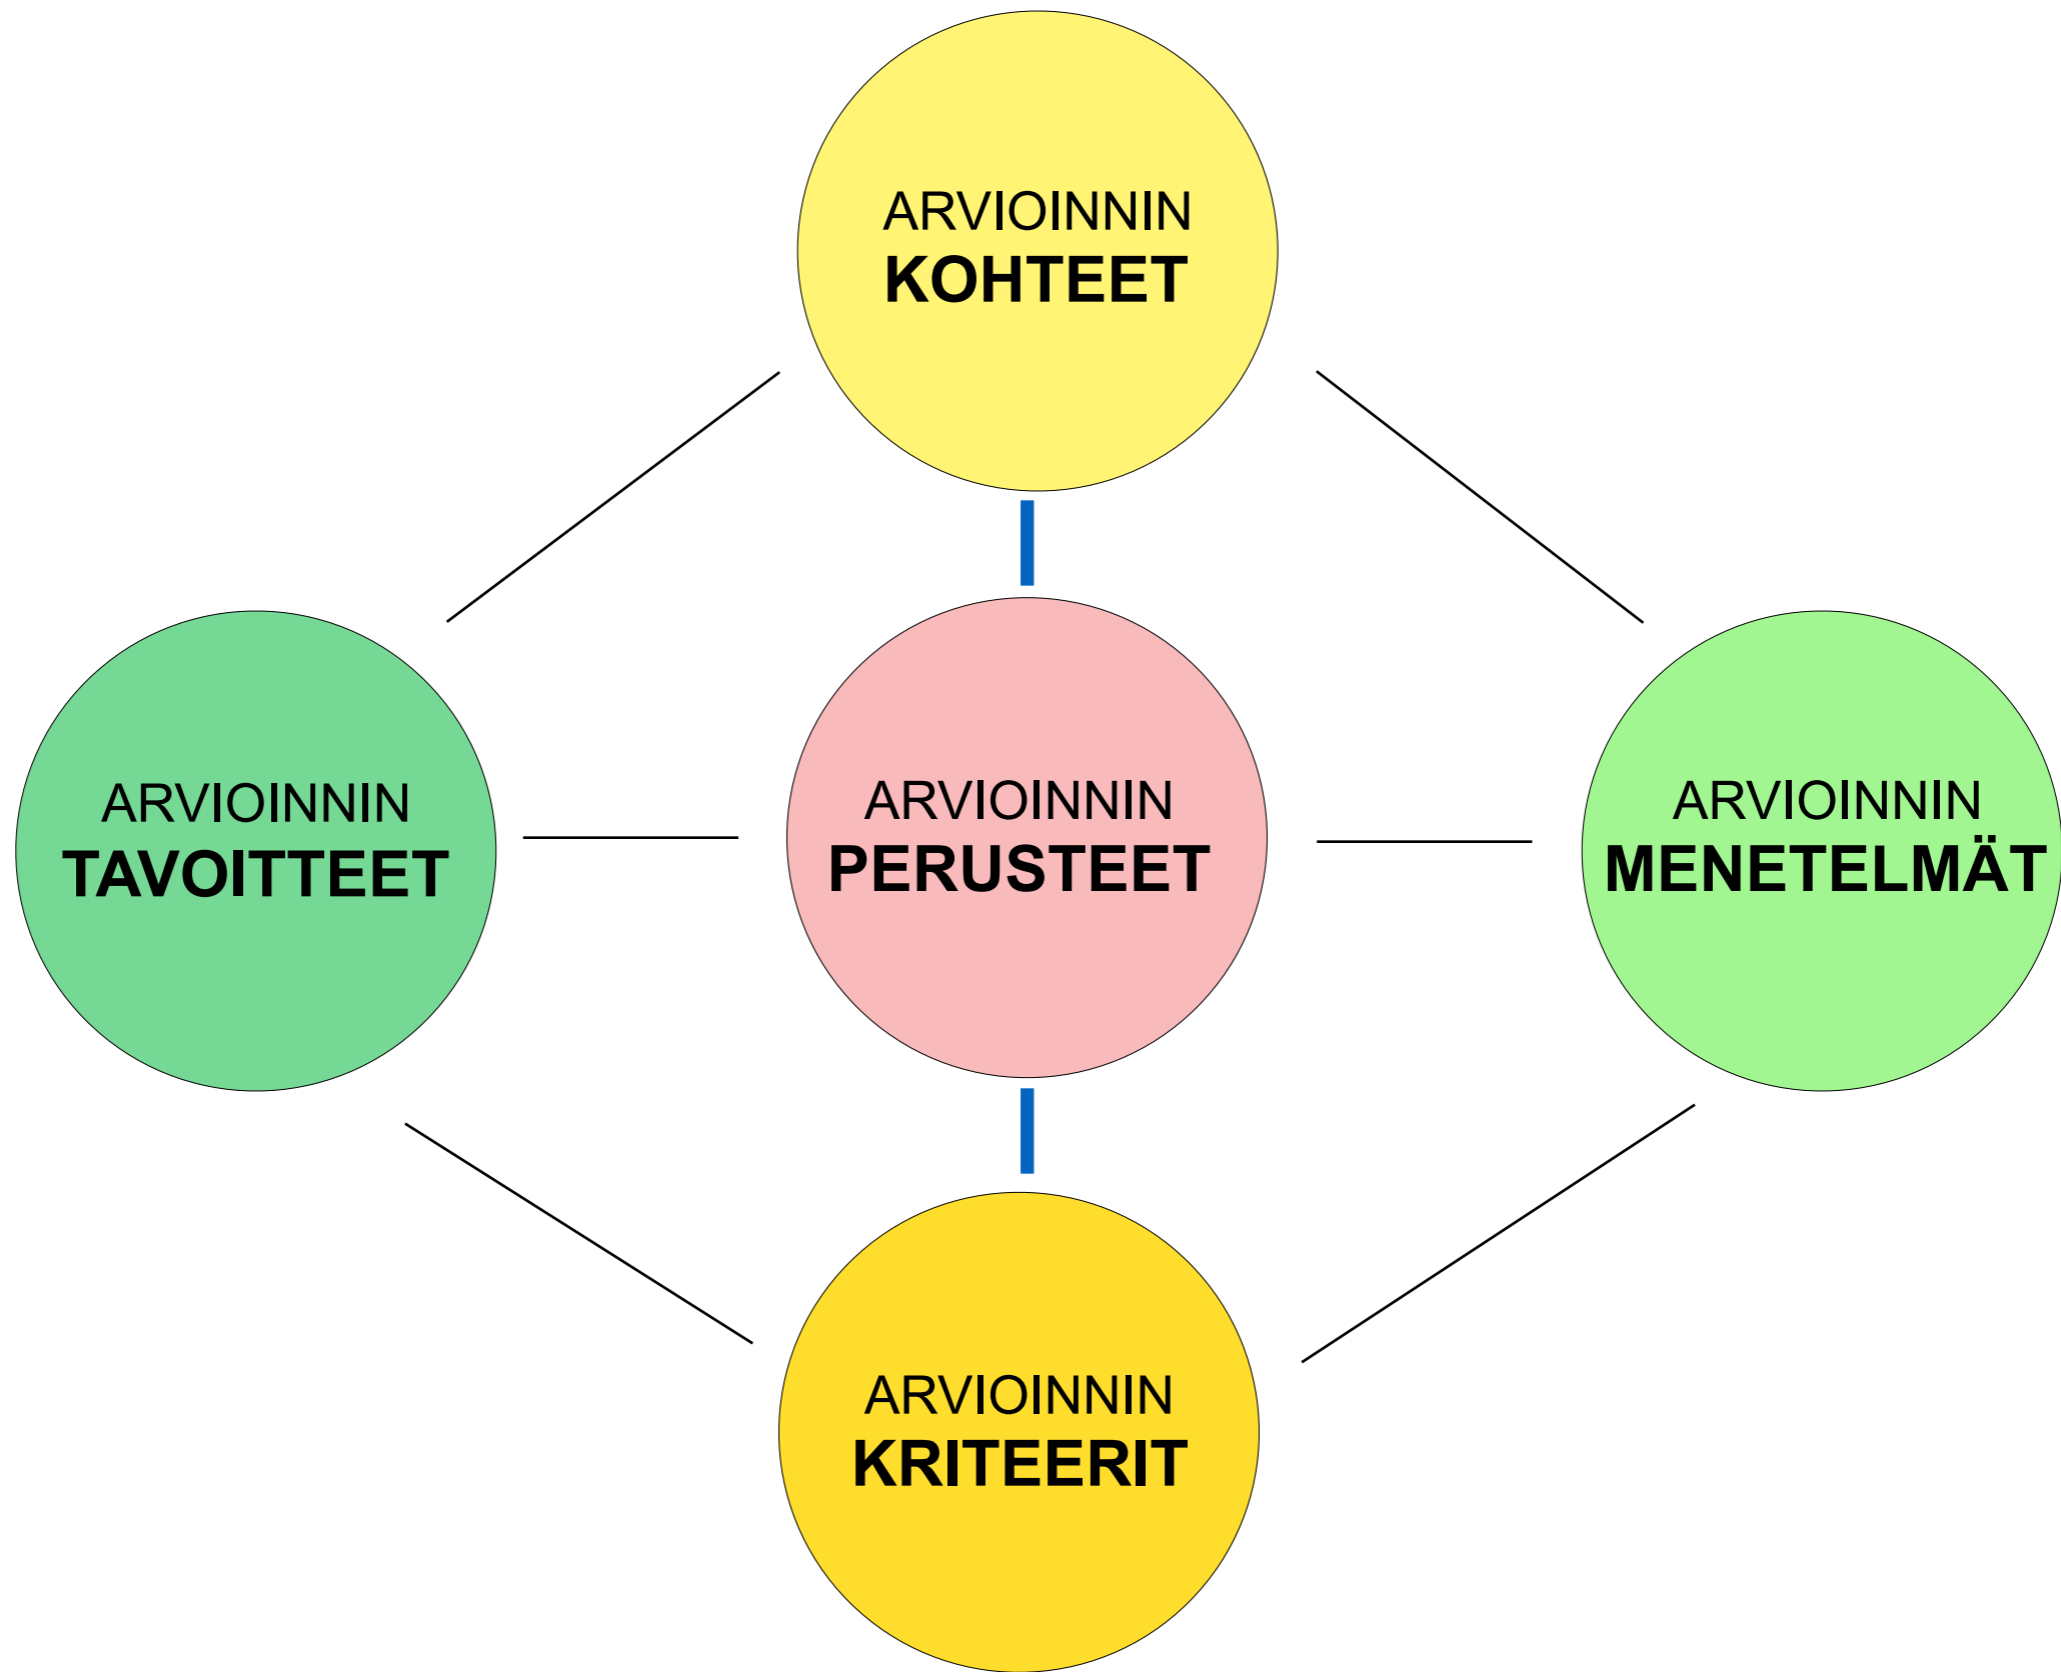 ARVIOINNIN
KOHTEET
ARVIOINNIN
TAVOITTEET
ARVIOINNIN
PERUSTEET
ARVIOINNIN
MENETELMÄT
ARVIOINNIN
KRITEERIT